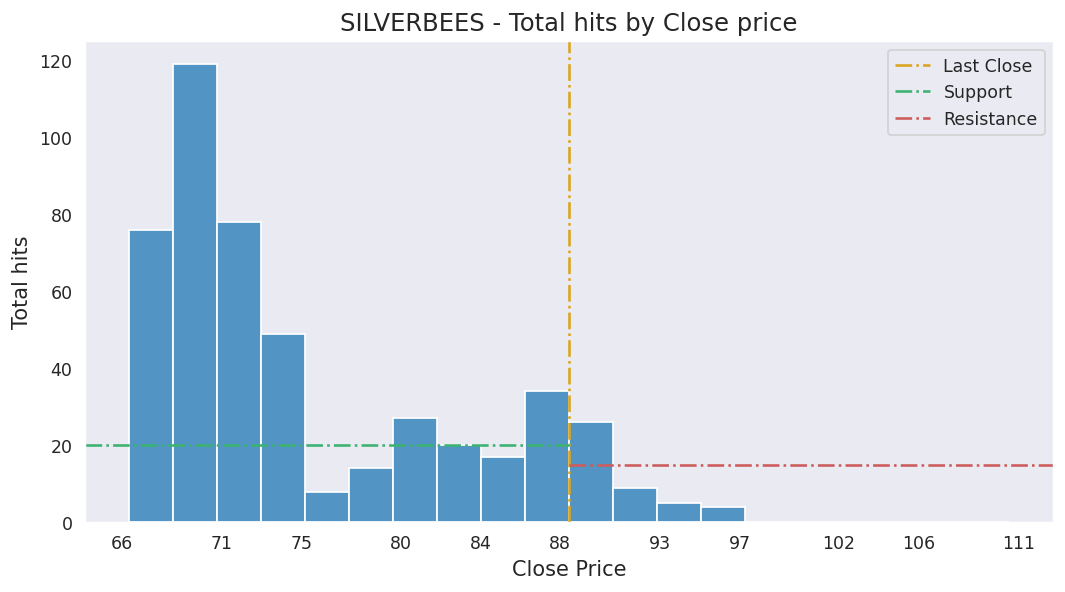 SILVERBEES - Total hits by Close price
Last Close
Support
Resistance
Total hits
120
100
80
60
40
20
0
66 71 75 80 84 88 93 97 102 106 111
Close Price